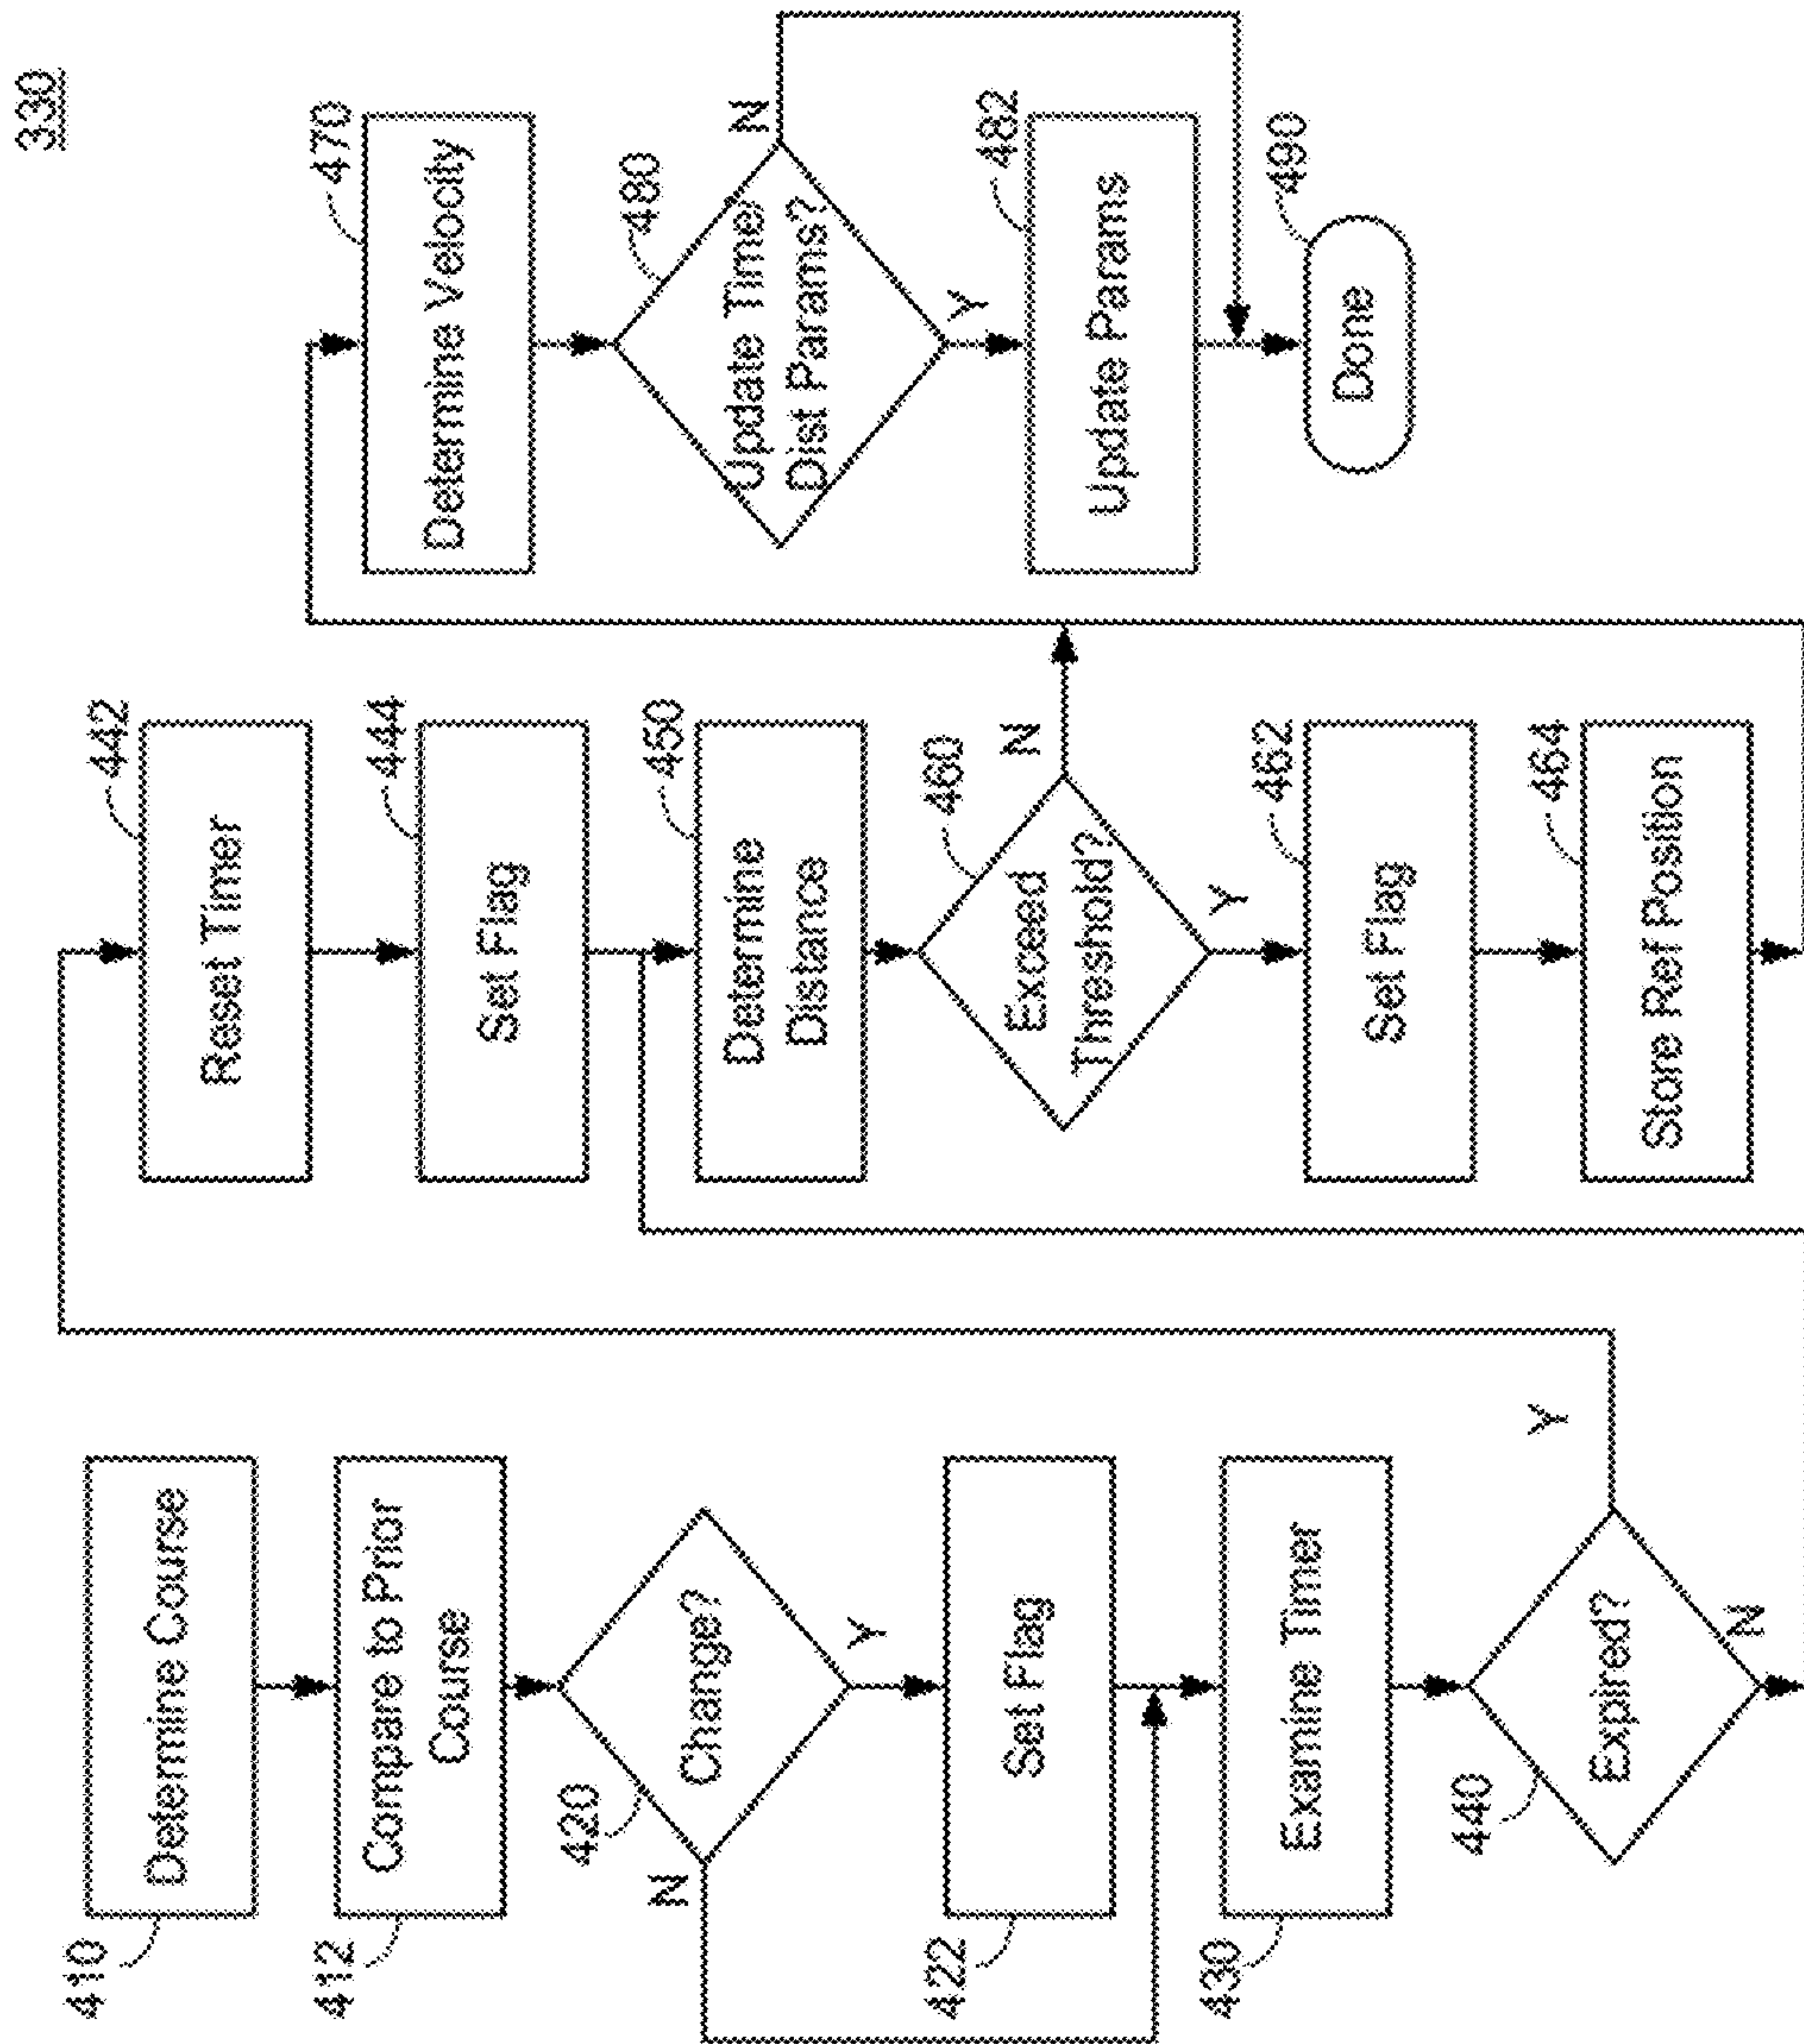 330
410
Determine Course
412
Compare to Prior
Course
420
Change?
N
Y
422
Set Flag
430
Examine Timer
440
Expired?
Y
N
442
Reset Timer
444
Set Flag
450
Determine
Distance
460
Exceed
Threshold?
N
Y
462
Set Flag
464
Store Ref Position
470
Determine Velocity
480
Update Time/
Dist Params?
N
Y
482
Update Params
490
Done